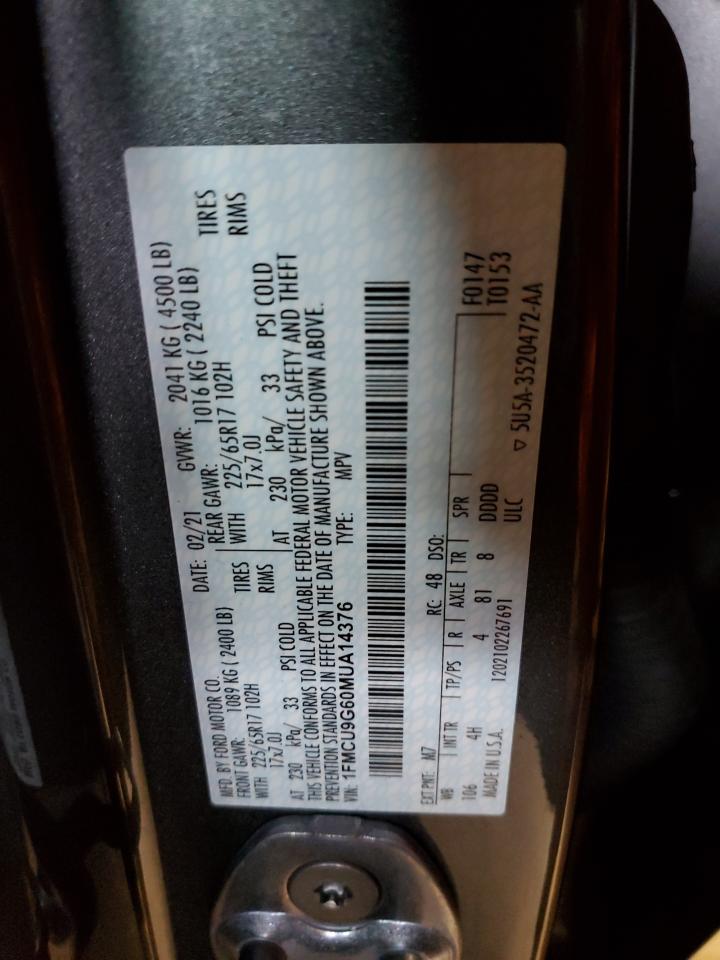 MFD. BY FORD MOTOR CO.
DATE: 02/21 GVWR: 2041 KG ( 4500 LB)
FRONT GAWR: 1089 KG ( 2400 LB) REAR GAWR: 1016 KG ( 2240 LB)
WITH 225/65R17 102H TIRES WITH 225/65R17 102H TIRES
17x7.0J RIMS 17x7.0J RIMS
AT 230 kPa/ 33 PSI COLD AT 230 kPa/ 33 PSI COLD
THIS VEHICLE CONFORMS TO ALL APPLICABLE FEDERAL MOTOR VEHICLE SAFETY AND THEFT
PREVENTION STANDARDS IN EFFECT ON THE DATE OF MANUFACTURE SHOWN ABOVE.
VIN: 1FMCU9G60MUA14376 TYPE: MPV
EXT PNT: M7 RC: 48 DSO:
WB INT TR TP/PS R AXLE TR SPR F0147
106 4H 4 81 8 DDDD T0153
MADE IN U.S.A. 1202102267691 ULC
▽ 5U5A-3520472-AA